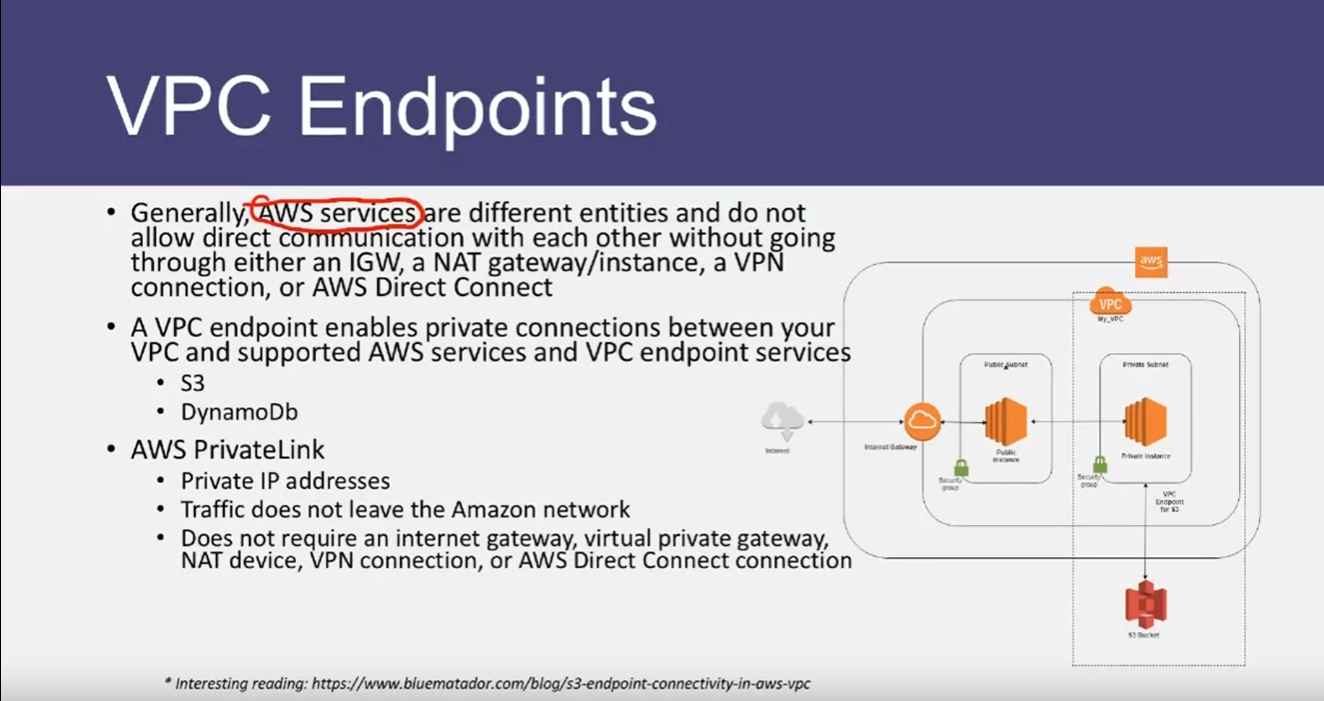 VPC Endpoints
• Generally, AWS services are different entities and do not
allow direct communication with each other without going
through either an IGW, a NAT gateway/instance, a VPN
connection, or AWS Direct Connect
• A VPC endpoint enables private connections between your
VPC and supported AWS services and VPC endpoint services
• S3
• DynamoDb
• AWS PrivateLink
• Private IP addresses
• Traffic does not leave the Amazon network
• Does not require an internet gateway, virtual private gateway,
NAT device, VPN connection, or AWS Direct Connect connection
aws
VPC
My_VPC
Public Subnet
Private Subnet
Internet
Internet Gateway
Public
Instance
Private Instance
Security
group
Security
group
VPC
Endpoint
for S3
S3 Bucket
* Interesting reading: https://www.bluematador.com/blog/s3-endpoint-connectivity-in-aws-vpc